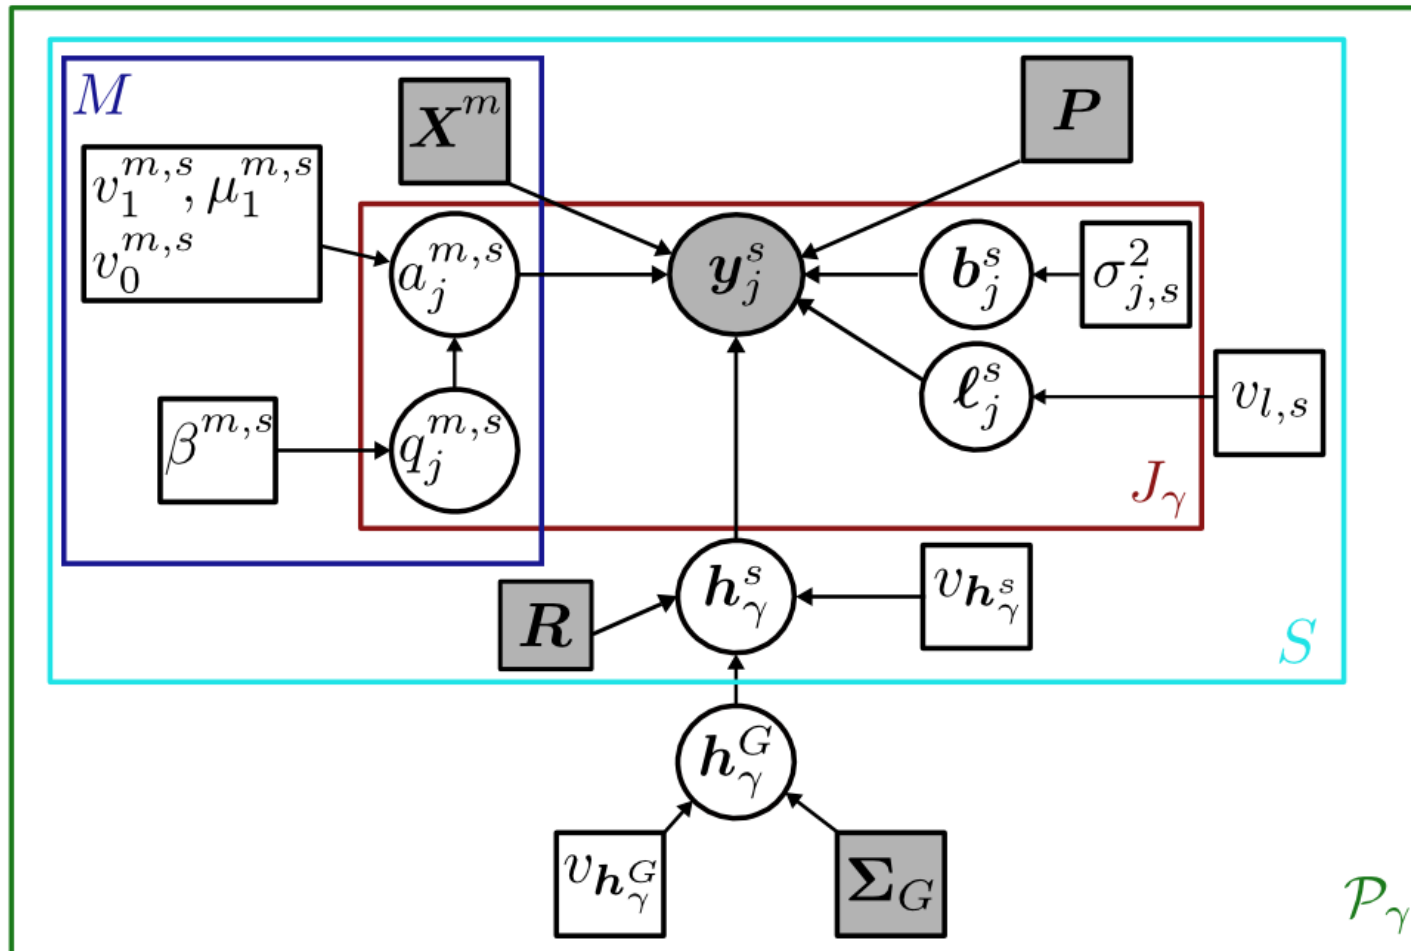 M
X^m
P
v_1^{m,s}, μ_1^{m,s}
v_0^{m,s}
a_j^{m,s}
y_j^s
b_j^s
σ_{j,s}^2
ℓ_j^s
v_{l,s}
β^{m,s}
q_j^{m,s}
J_γ
R
h_γ^s
v_{h_γ^s}
S
h_γ^G
v_{h_γ^G}
Σ_G
𝒫_γ